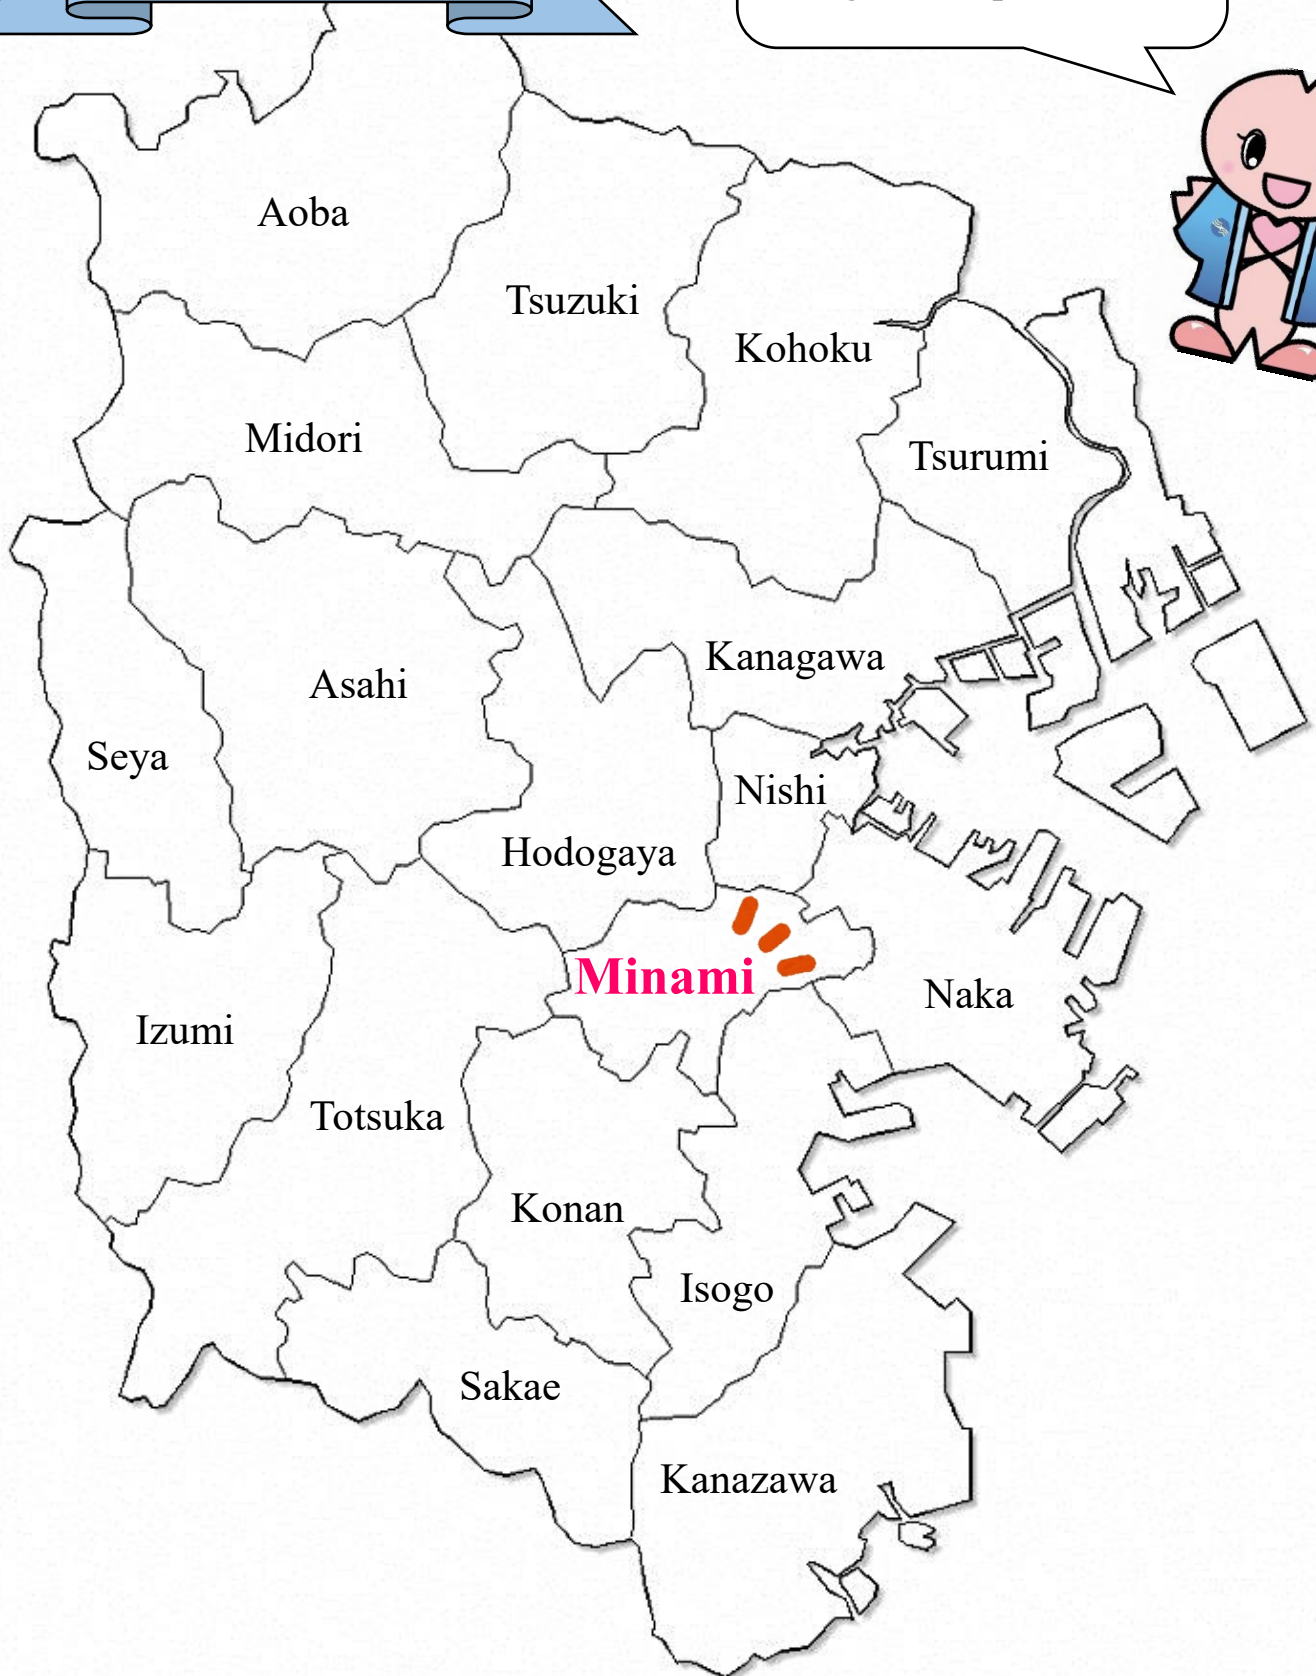 Aoba
Tsuzuki
Kohoku
Midori
Tsurumi
Kanagawa
Asahi
Seya
Nishi
Hodogaya
Minami
Naka
Izumi
Totsuka
Konan
Isogo
Sakae
Kanazawa